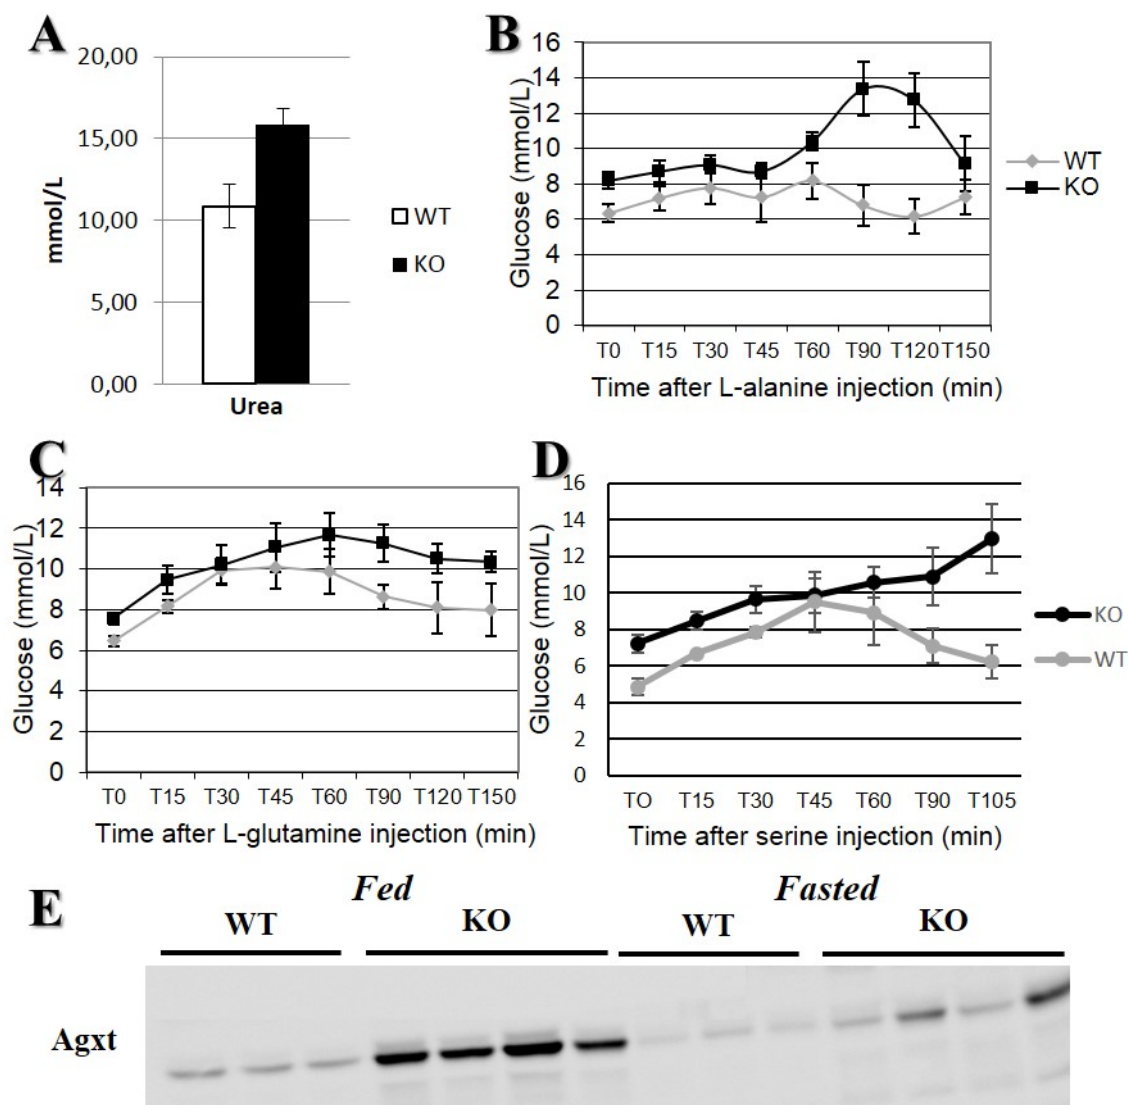 A
20,00
15,00
10,00
5,00
0,00
mmol/L
Urea
WT
KO
B
16
14
12
10
8
6
4
2
0
Glucose (mmol/L)
T0 T15 T30 T45 T60 T90 T120 T150
Time after L-alanine injection (min)
WT
KO
C
14
12
10
8
6
4
2
0
Glucose (mmol/L)
T0 T15 T30 T45 T60 T90 T120 T150
Time after L-glutamine injection (min)
D
16
14
12
10
8
6
4
2
0
Glucose (mmol/L)
TO T15 T30 T45 T60 T90 T105
Time after serine injection (min)
KO
WT
E
Fed Fasted
WT KO WT KO
Agxt